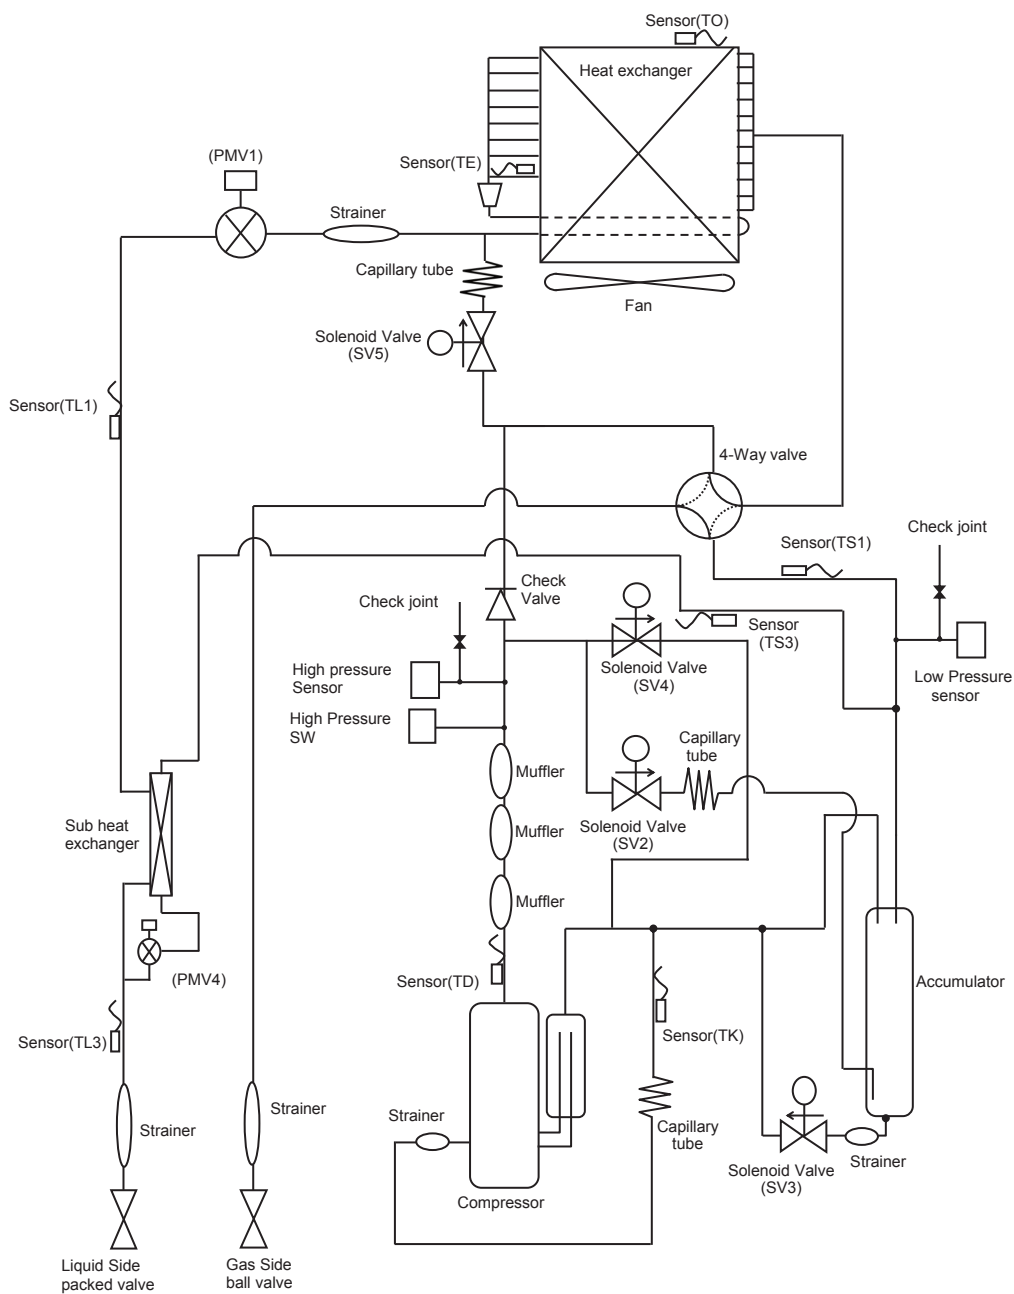 Sensor(TO)
Heat exchanger
(PMV1)
Sensor(TE)
Strainer
Capillary tube
Fan
Solenoid Valve
(SV5)
Sensor(TL1)
4-Way valve
Check joint
Sensor(TS1)
Check
Valve
Check joint
Sensor
(TS3)
Solenoid Valve
(SV4)
High pressure
Sensor
Low Pressure
sensor
High Pressure
SW
Capillary
tube
Muffler
Sub heat
exchanger
Muffler
Solenoid Valve
(SV2)
Muffler
(PMV4)
Sensor(TD)
Accumulator
Sensor(TL3)
Sensor(TK)
Strainer
Strainer
Strainer
Capillary
tube
Strainer
Solenoid Valve
(SV3)
Compressor
Liquid Side
packed valve
Gas Side
ball valve